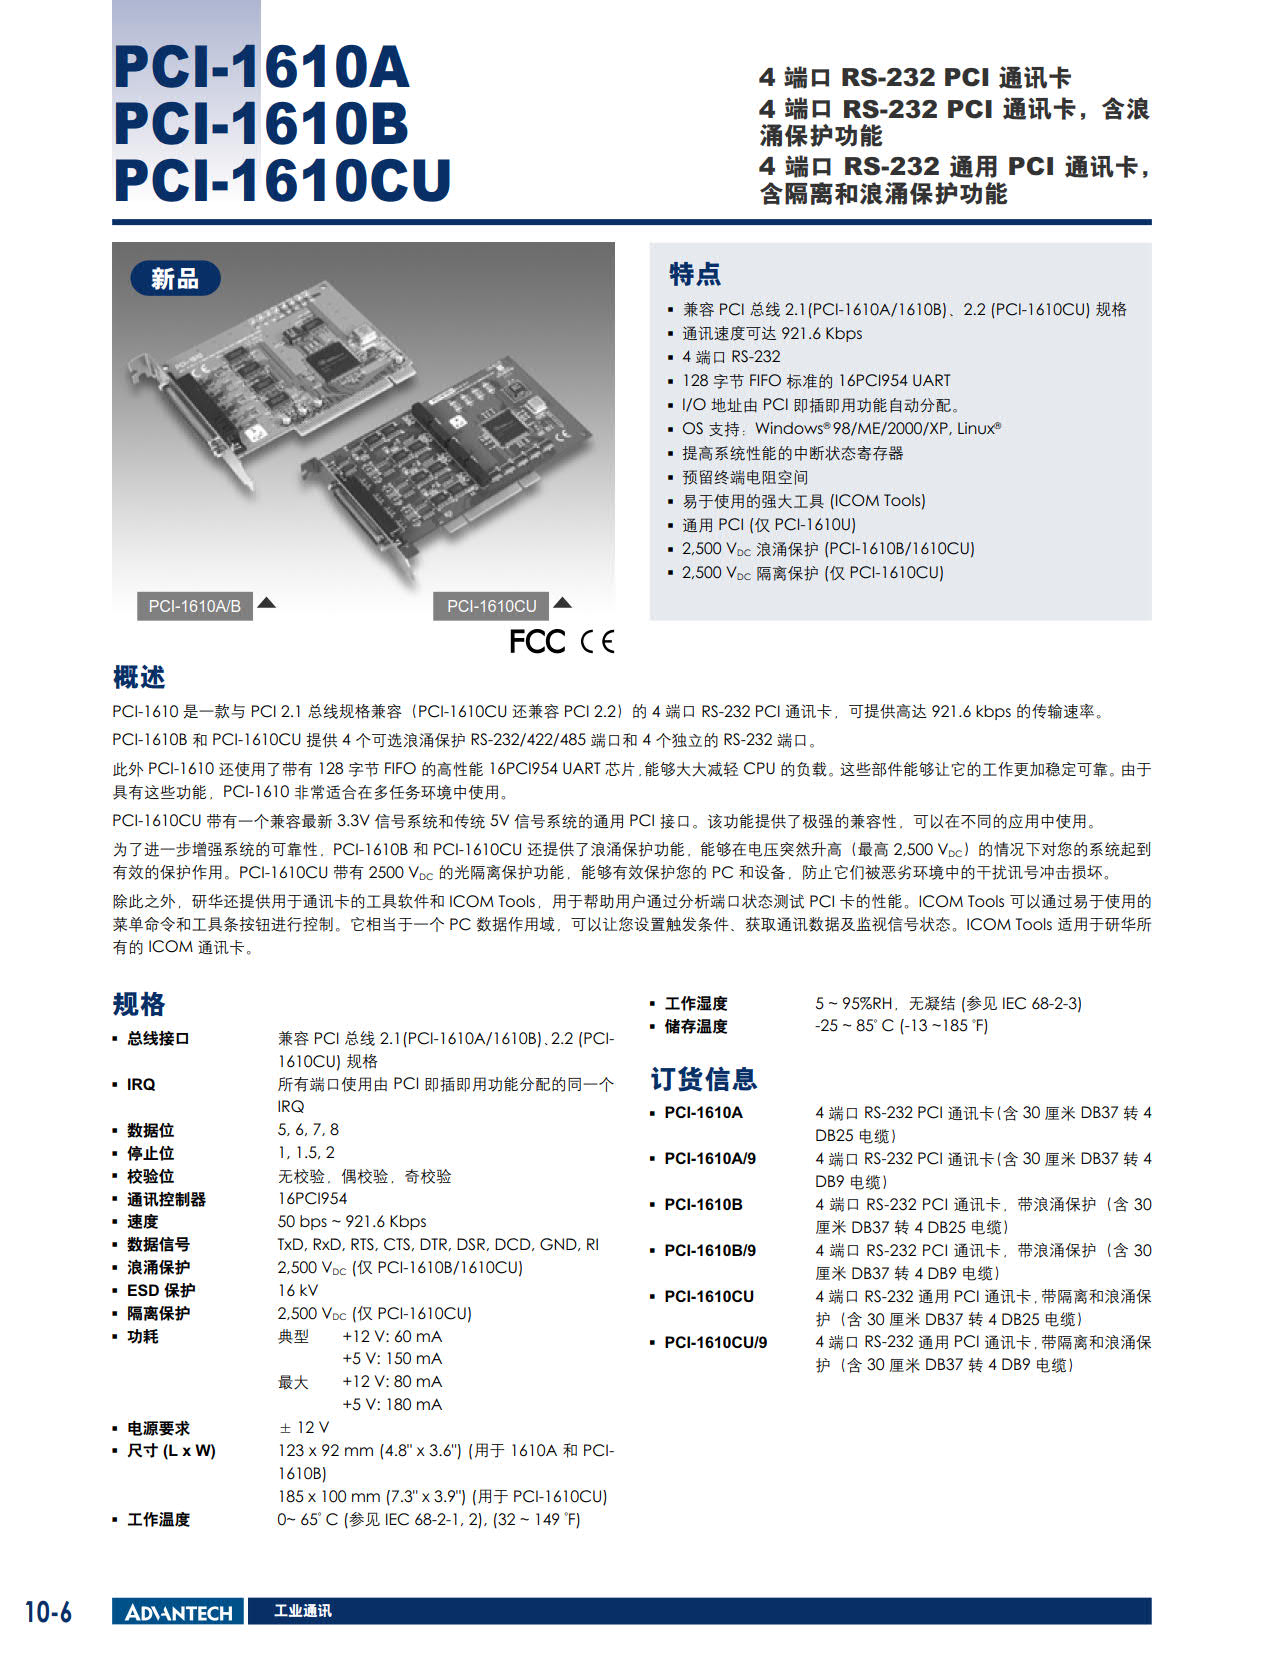 PCI-1610A
PCI-1610B
PCI-1610CU
4 端口 RS-232 PCI 通讯卡
4 端口 RS-232 PCI 通讯卡，含浪
涌保护功能
4 端口 RS-232 通用 PCI 通讯卡，
含隔离和浪涌保护功能
新品
PCI-1610A/B
PCI-1610CU
FCC CE
特点
▪ 兼容 PCI 总线 2.1(PCI-1610A/1610B)、2.2 (PCI-1610CU) 规格
▪ 通讯速度可达 921.6 Kbps
▪ 4 端口 RS-232
▪ 128 字节 FIFO 标准的 16PCI954 UART
▪ I/O 地址由 PCI 即插即用功能自动分配。
▪ OS 支持：Windows® 98/ME/2000/XP, Linux®
▪ 提高系统性能的中断状态寄存器
▪ 预留终端电阻空间
▪ 易于使用的强大工具 (ICOM Tools)
▪ 通用 PCI (仅 PCI-1610U)
▪ 2,500 VDC 浪涌保护 (PCI-1610B/1610CU)
▪ 2,500 VDC 隔离保护 (仅 PCI-1610CU)
概述
PCI-1610 是一款与 PCI 2.1 总线规格兼容（PCI-1610CU 还兼容 PCI 2.2）的 4 端口 RS-232 PCI 通讯卡，可提供高达 921.6 kbps 的传输速率。
PCI-1610B 和 PCI-1610CU 提供 4 个可选浪涌保护 RS-232/422/485 端口和 4 个独立的 RS-232 端口。
此外 PCI-1610 还使用了带有 128 字节 FIFO 的高性能 16PCI954 UART 芯片，能够大大减轻 CPU 的负载。这些部件能够让它的工作更加稳定可靠。由于
具有这些功能，PCI-1610 非常适合在多任务环境中使用。
PCI-1610CU 带有一个兼容最新 3.3V 信号系统和传统 5V 信号系统的通用 PCI 接口。该功能提供了极强的兼容性，可以在不同的应用中使用。
为了进一步增强系统的可靠性，PCI-1610B 和 PCI-1610CU 还提供了浪涌保护功能，能够在电压突然升高（最高 2,500 VDC）的情况下对您的系统起到
有效的保护作用。PCI-1610CU 带有 2500 VDC 的光隔离保护功能，能够有效保护您的 PC 和设备，防止它们被恶劣环境中的干扰讯号冲击损坏。
除此之外，研华还提供用于通讯卡的工具软件和 ICOM Tools，用于帮助用户通过分析端口状态测试 PCI 卡的性能。ICOM Tools 可以通过易于使用的
菜单命令和工具条按钮进行控制。它相当于一个 PC 数据作用域，可以让您设置触发条件、获取通讯数据及监视信号状态。ICOM Tools 适用于研华所
有的 ICOM 通讯卡。
规格
▪ 总线接口 兼容 PCI 总线 2.1(PCI-1610A/1610B)、2.2 (PCI-
1610CU) 规格
▪ IRQ 所有端口使用由 PCI 即插即用功能分配的同一个
IRQ
▪ 数据位 5, 6, 7, 8
▪ 停止位 1, 1.5, 2
▪ 校验位 无校验，偶校验，奇校验
▪ 通讯控制器 16PCI954
▪ 速度 50 bps ~ 921.6 Kbps
▪ 数据信号 TxD, RxD, RTS, CTS, DTR, DSR, DCD, GND, RI
▪ 浪涌保护 2,500 VDC (仅 PCI-1610B/1610CU)
▪ ESD 保护 16 kV
▪ 隔离保护 2,500 VDC (仅 PCI-1610CU)
▪ 功耗 典型 +12 V: 60 mA
+5 V: 150 mA
最大 +12 V: 80 mA
+5 V: 180 mA
▪ 电源要求 ± 12 V
▪ 尺寸 (L x W) 123 x 92 mm (4.8" x 3.6") (用于 1610A 和 PCI-
1610B)
185 x 100 mm (7.3" x 3.9") (用于 PCI-1610CU)
▪ 工作温度 0~ 65° C (参见 IEC 68-2-1, 2), (32 ~ 149 °F)
▪ 工作湿度 5 ~ 95%RH，无凝结 (参见 IEC 68-2-3)
▪ 储存温度 -25 ~ 85° C (-13 ~185 °F)
订货信息
▪ PCI-1610A 4 端口 RS-232 PCI 通讯卡（含 30 厘米 DB37 转 4
DB25 电缆）
▪ PCI-1610A/9 4 端口 RS-232 PCI 通讯卡（含 30 厘米 DB37 转 4
DB9 电缆）
▪ PCI-1610B 4 端口 RS-232 PCI 通讯卡，带浪涌保护（含 30
厘米 DB37 转 4 DB25 电缆）
▪ PCI-1610B/9 4 端口 RS-232 PCI 通讯卡，带浪涌保护（含 30
厘米 DB37 转 4 DB9 电缆）
▪ PCI-1610CU 4 端口 RS-232 通用 PCI 通讯卡，带隔离和浪涌保
护（含 30 厘米 DB37 转 4 DB25 电缆）
▪ PCI-1610CU/9 4 端口 RS-232 通用 PCI 通讯卡，带隔离和浪涌保
护（含 30 厘米 DB37 转 4 DB9 电缆）
10-6 ADVANTECH 工业通讯